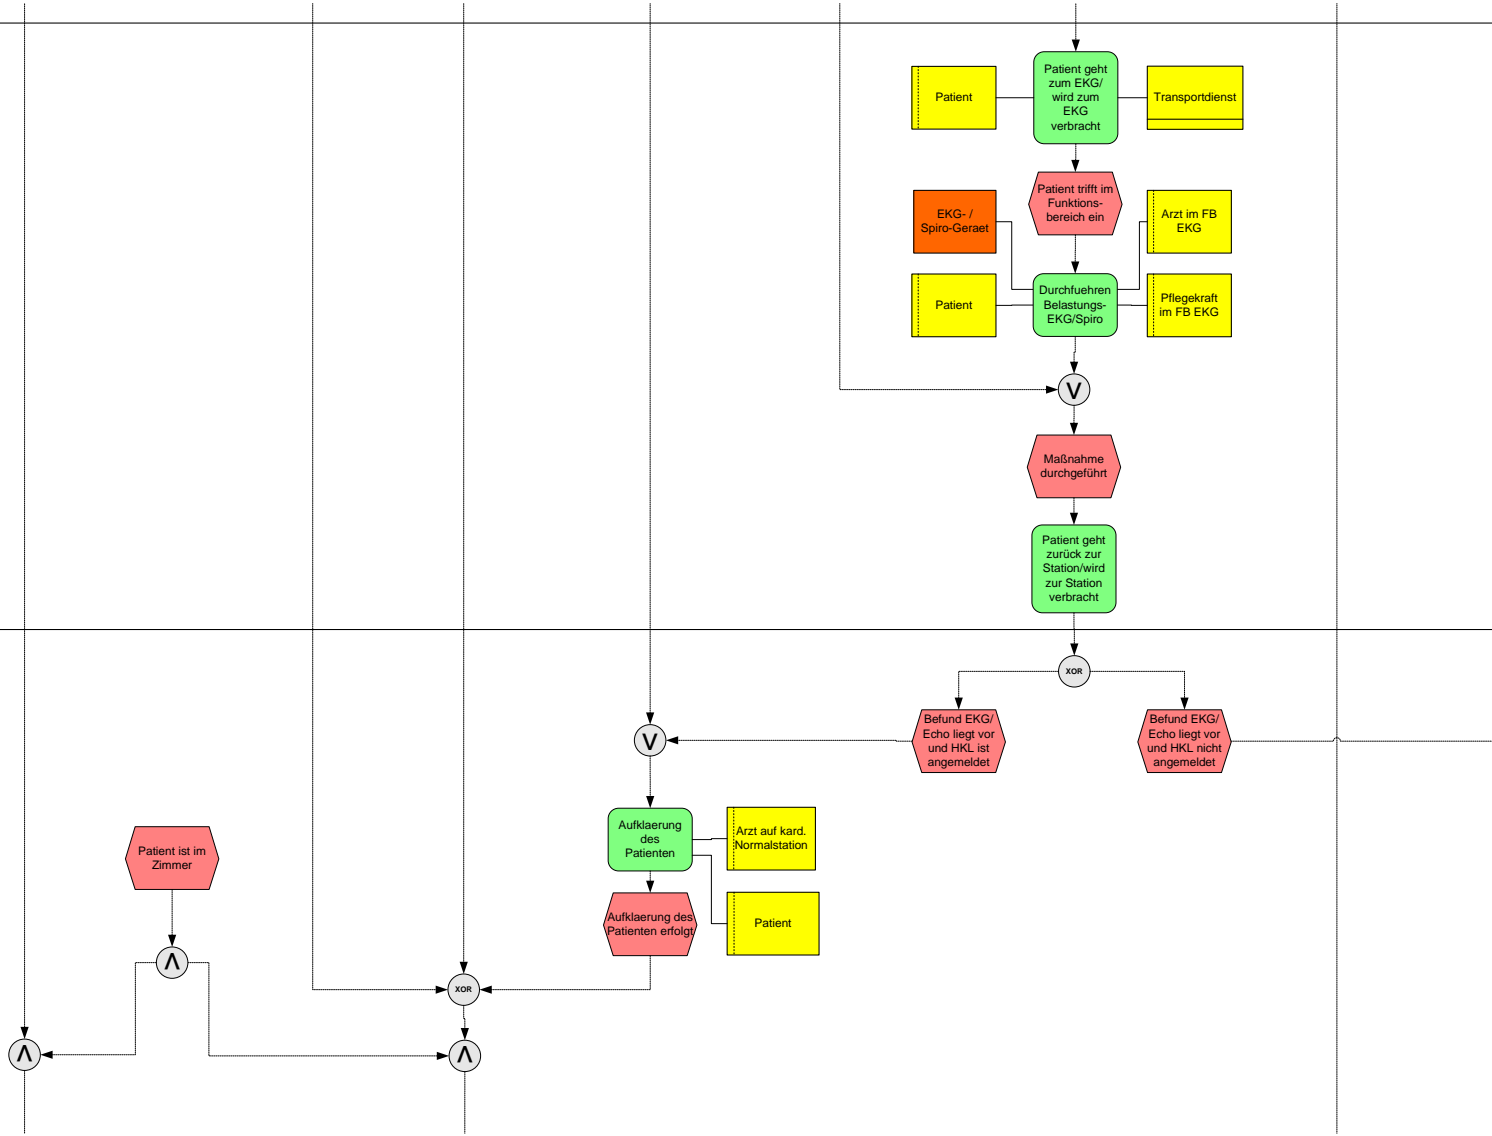 Patient
Patient geht
zum EKG/
wird zum
EKG
verbracht
Transportdienst
Patient trifft im
Funktions-
bereich ein
EKG- /
Spiro-Geraet
Arzt im FB
EKG
Patient
Durchfuehren
Belastungs-
EKG/Spiro
Pflegekraft
im FB EKG
V
Maßnahme
durchgeführt
Patient geht
zurück zur
Station/wird
zur Station
verbracht
XOR
Befund EKG/
Echo liegt vor
und HKL ist
angemeldet
Befund EKG/
Echo liegt vor
und HKL nicht
angemeldet
V
Aufklaerung
des
Patienten
Arzt auf kard.
Normalstation
Patient ist im
Zimmer
Aufklaerung des
Patienten erfolgt
Patient
Λ
XOR
Λ
Λ